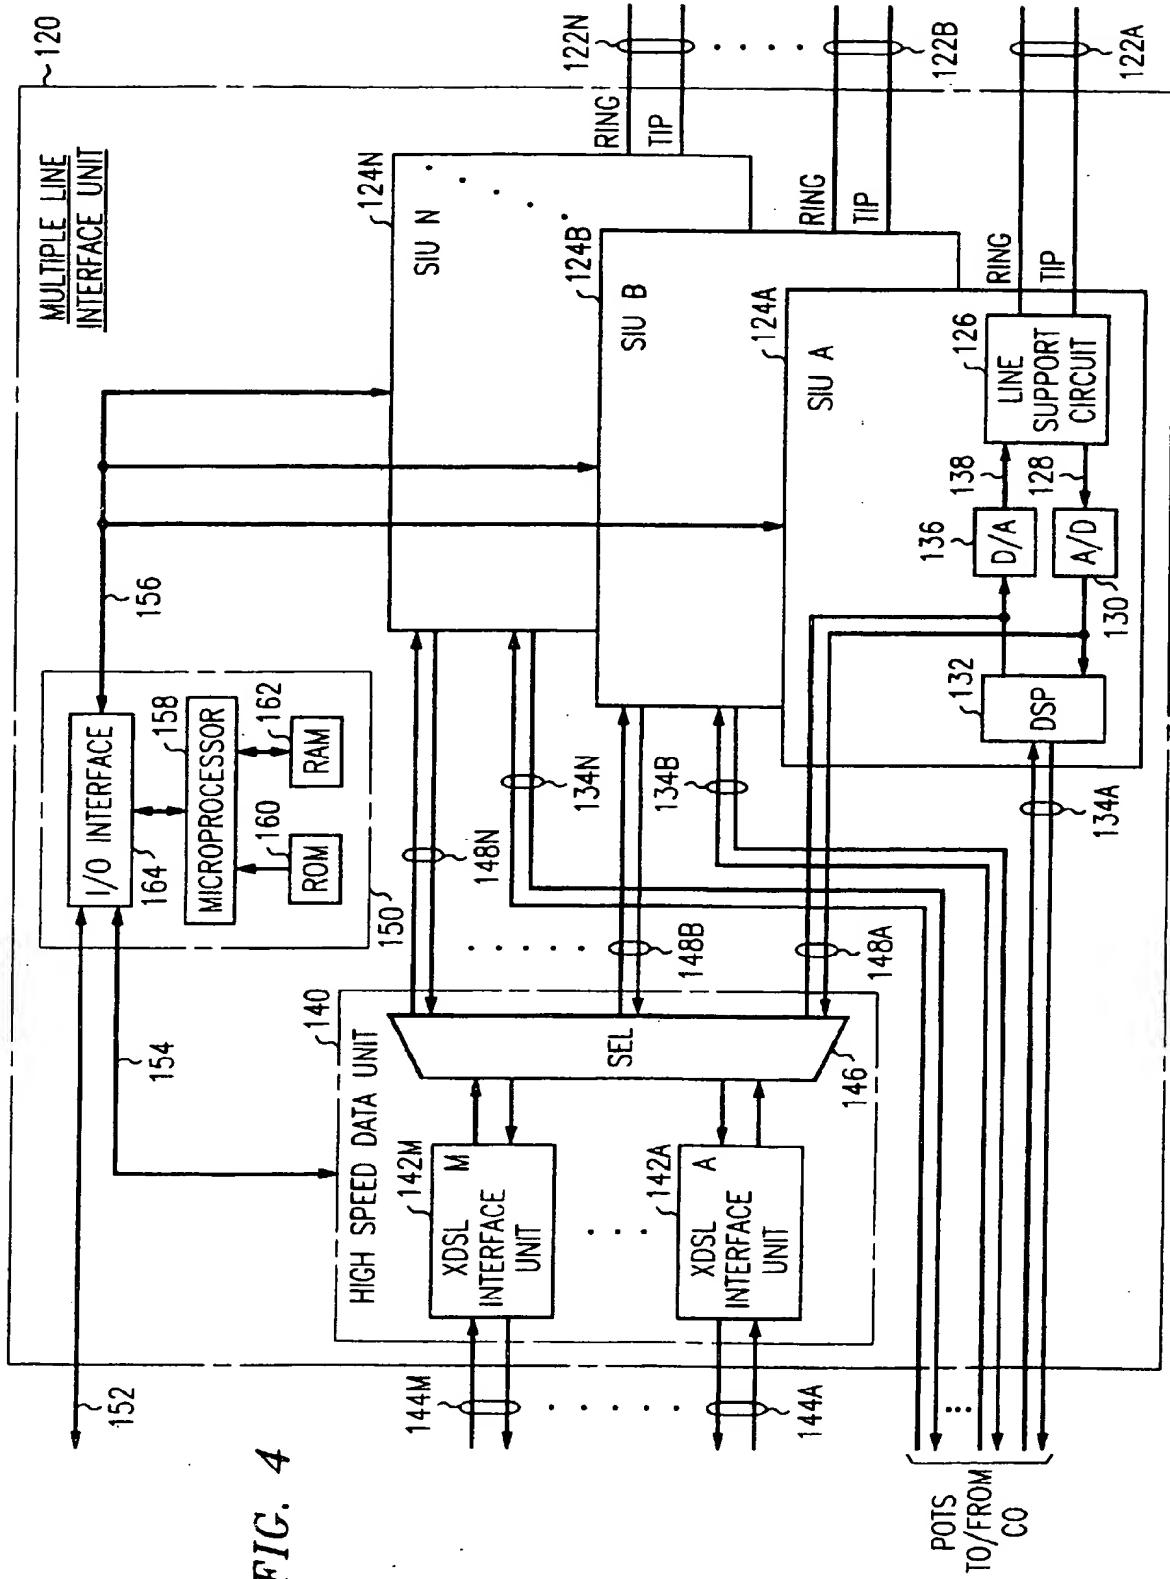 FIG. 4
120
MULTIPLE LINE
INTERFACE UNIT
152
154
156
I/O INTERFACE
164
MICROPROCESSOR
158
160
ROM
162
RAM
150
140
HIGH SPEED DATA UNIT
142M
XDSL
INTERFACE
UNIT
M
142A
XDSL
INTERFACE
UNIT
A
SEL
146
144M
144A
148N
148B
148A
134N
134B
134A
124N
SIU N
124B
SIU B
124A
SIU A
132
DSP
136
D/A
138
A/D
130
128
126
LINE
SUPPORT
CIRCUIT
RING
TIP
122N
RING
TIP
122B
RING
TIP
122A
POTS
TO/FROM
CO